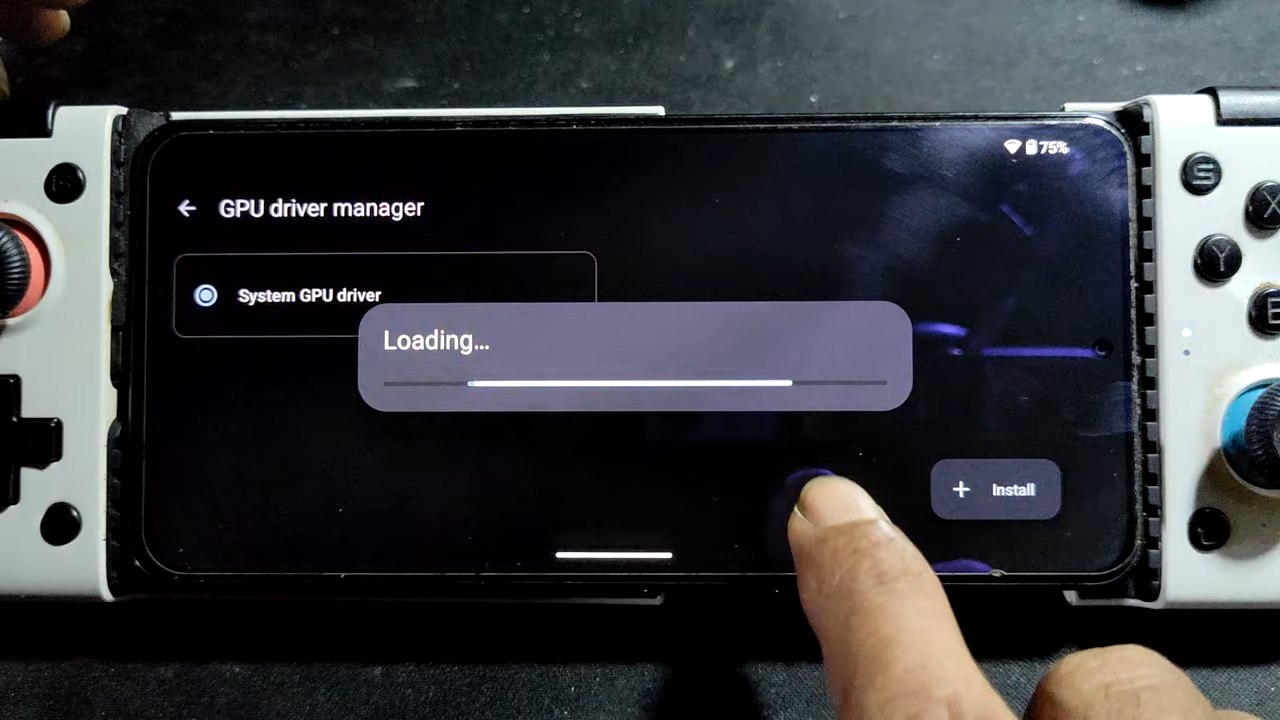 75%
GPU driver manager
System GPU driver
Loading...
+ Install
S
X
Y